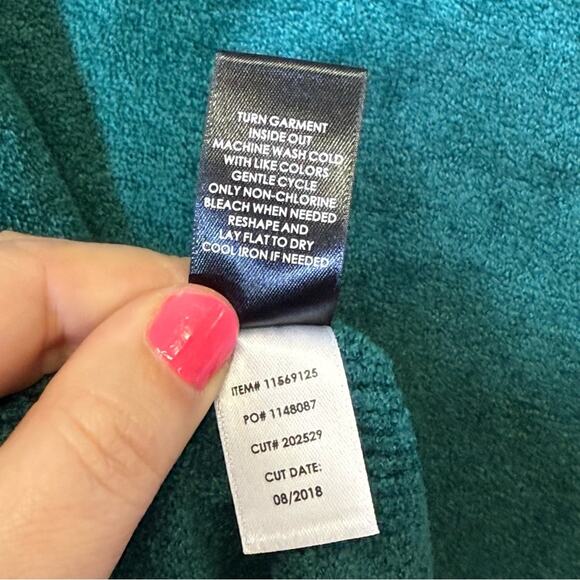 TURN GARMENT
INSIDE OUT
MACHINE WASH COLD
WITH LIKE COLORS
GENTLE CYCLE
ONLY NON-CHLORINE
BLEACH WHEN NEEDED
RESHAPE AND
LAY FLAT TO DRY
COOL IRON IF NEEDED
ITEM# 11569125
PO# 1148087
CUT# 202529
CUT DATE:
08/2018